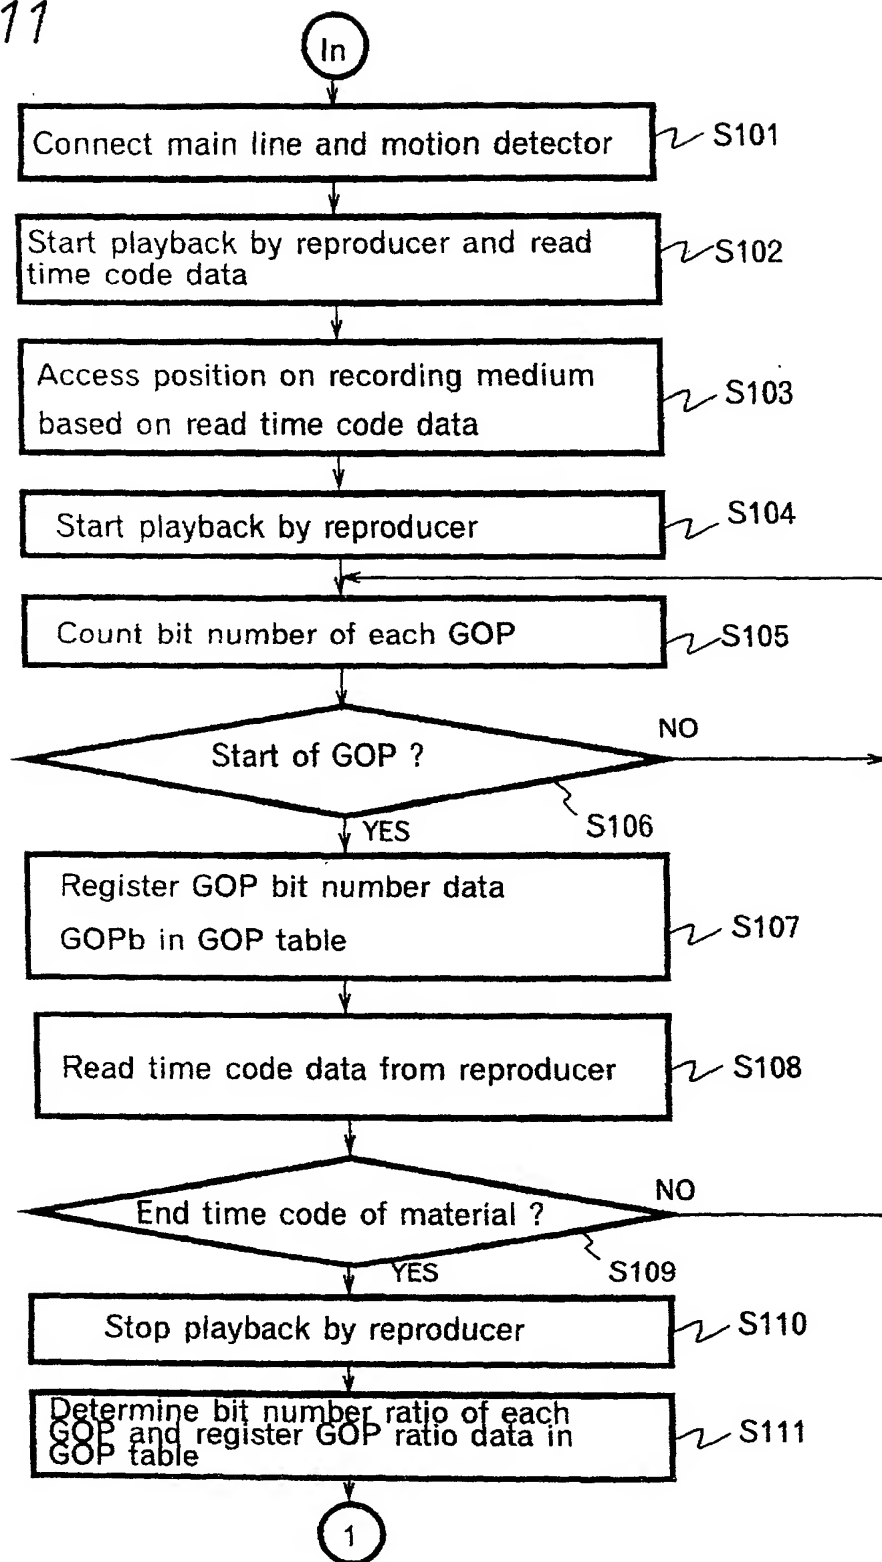 11
In
Connect main line and motion detector
S101
Start playback by reproducer and read
time code data
S102
Access position on recording medium
based on read time code data
S103
Start playback by reproducer
S104
Count bit number of each GOP
S105
Start of GOP ?
NO
S106
YES
Register GOP bit number data
GOPb in GOP table
S107
Read time code data from reproducer
S108
End time code of material ?
NO
S109
YES
Stop playback by reproducer
S110
Determine bit number ratio of each
GOP and register GOP ratio data in
GOP table
S111
1